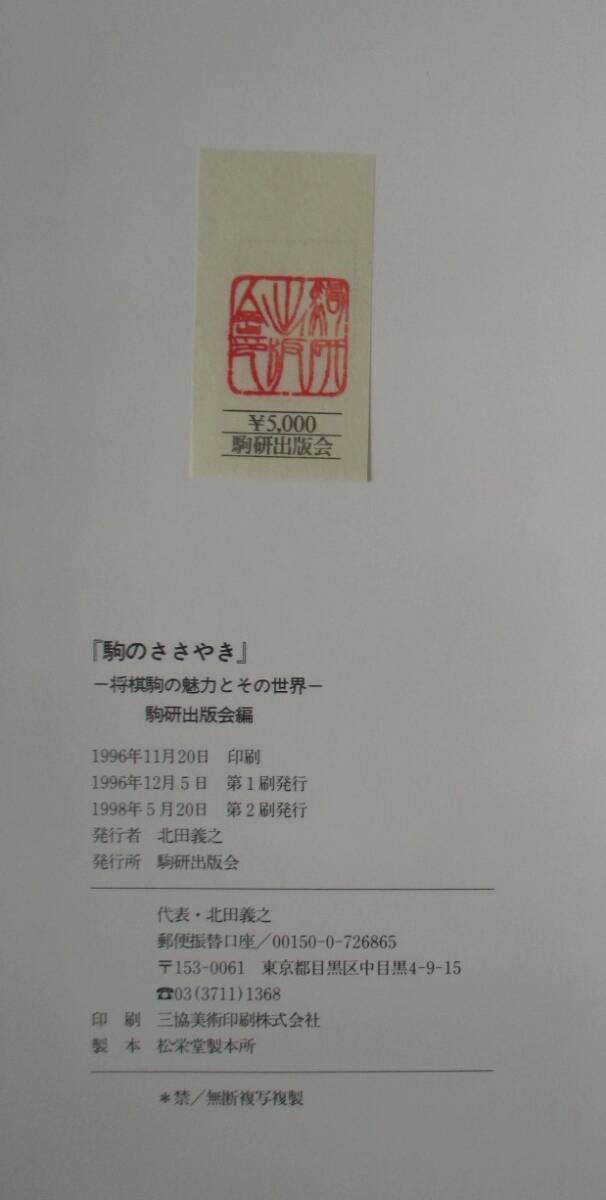 ¥5,000
駒研出版会
『駒のささやき』
－将棋駒の魅力とその世界－
駒研出版会編
1996年11月20日　印刷
1996年12月5日　第1刷発行
1998年5月20日　第2刷発行
発行者　北田義之
発行所　駒研出版会
代表・北田義之
郵便振替口座／00150-0-726865
〒153-0061　東京都目黒区中目黒4-9-15
☎03(3711)1368
印　刷　三協美術印刷株式会社
製　本　松栄堂製本所
＊禁／無断複写複製